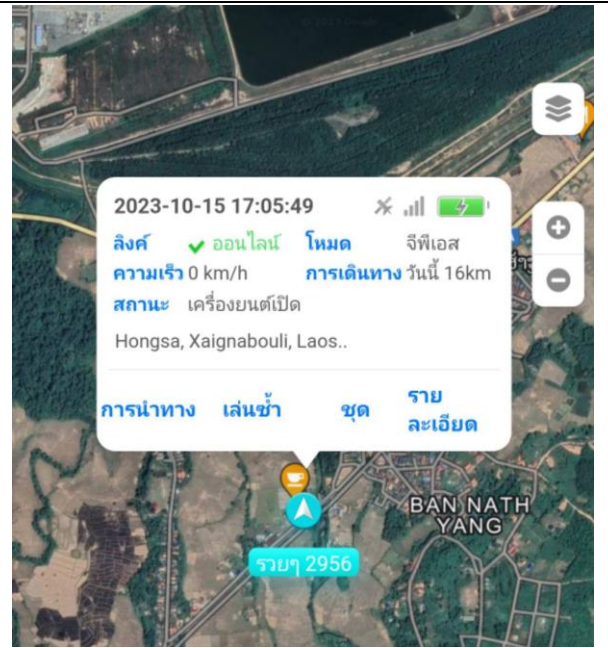 2023-10-15 17:05:49
ลิงค์ ออนไลน์ โหมด จีพีเอส
ความเร็ว 0 km/h การเดินทาง วันนี้ 16km
สถานะ เครื่องยนต์เปิด
Hongsa, Xaignabouli, Laos..
การนำทาง เล่นซ้ำ ชุด ราย
ละเอียด
BAN NATH
YANG
รวยๆ 2956